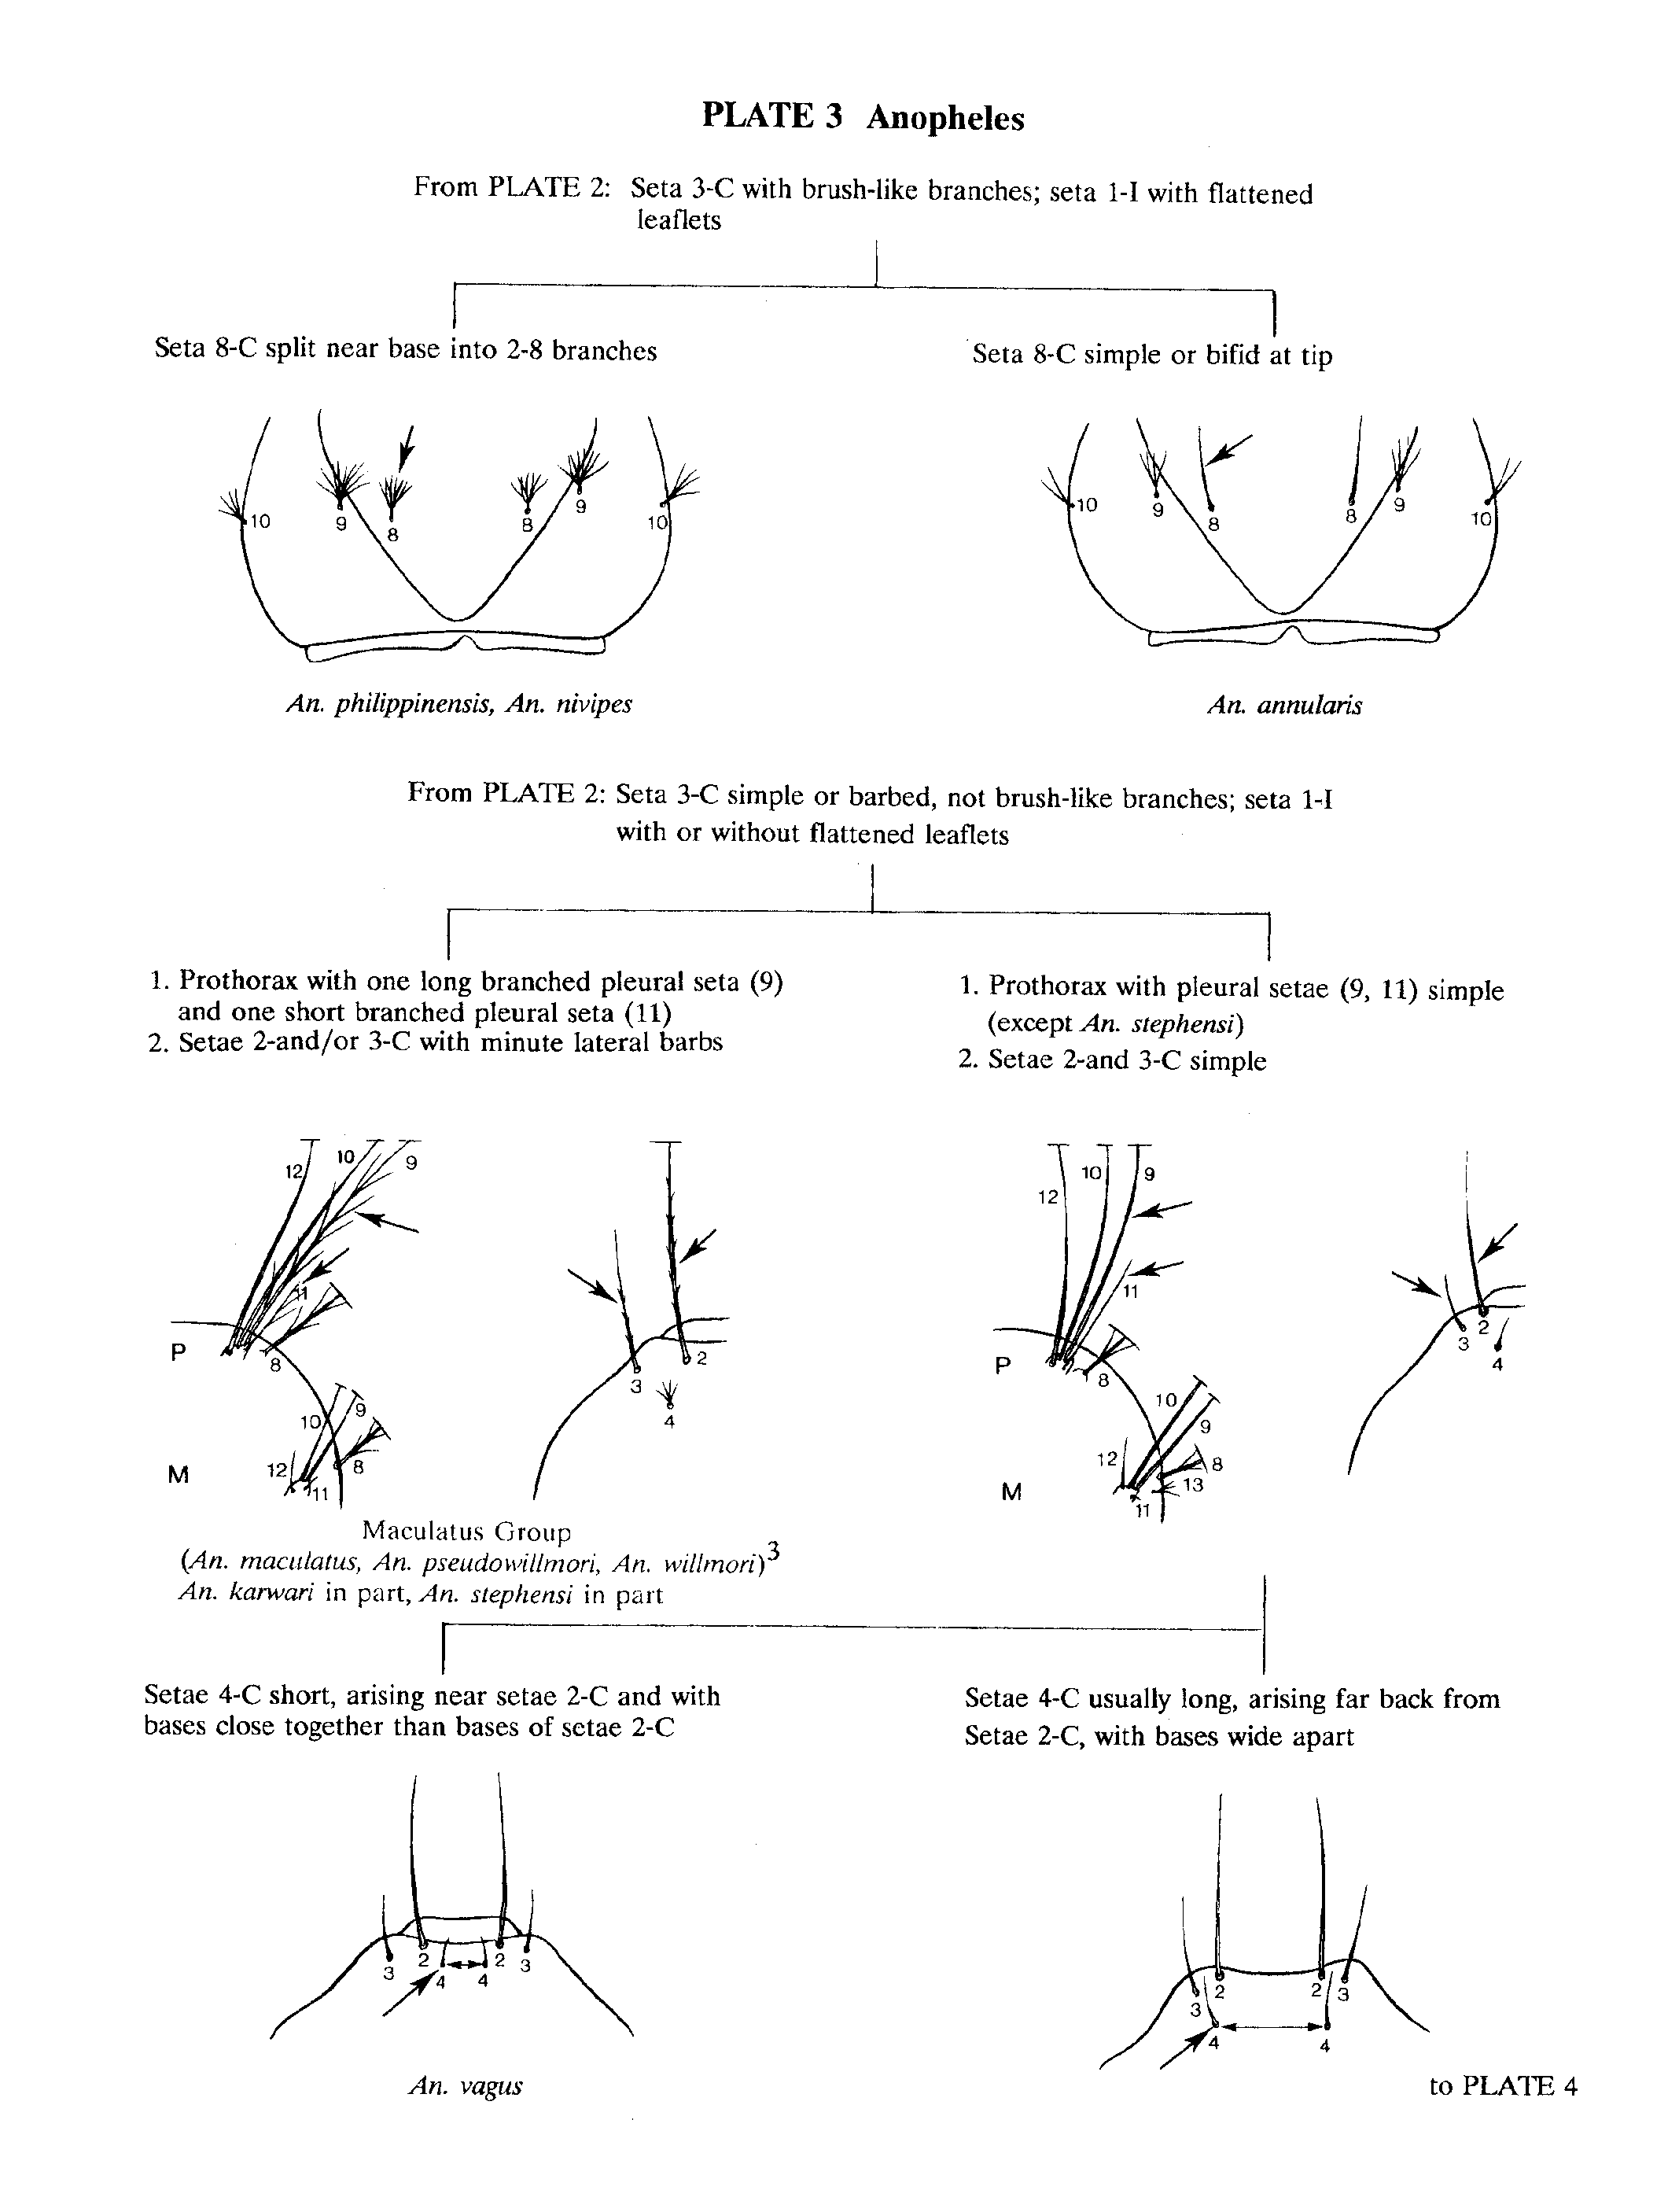 PLATE 3 Anopheles
From PLATE 2: Seta 3-C with brush-like branches; seta 1-I with flattened
leaflets
Seta 8-C split near base into 2-8 branches
Seta 8-C simple or bifid at tip
10
9
8
8
9
10
10
9
8
8
9
10
An. philippinensis, An. nivipes
An. annularis
From PLATE 2: Seta 3-C simple or barbed, not brush-like branches; seta 1-I
with or without flattened leaflets
1. Prothorax with one long branched pleural seta (9)
and one short branched pleural seta (11)
2. Setae 2-and/or 3-C with minute lateral barbs
1. Prothorax with pleural setae (9, 11) simple
(except An. stephensi)
2. Setae 2-and 3-C simple
12
10
9
11
P
8
10
9
M
12
8
11
3
2
4
12
10
9
11
P
8
10
9
12
8
M
13
11
3
2
4
Maculatus Group
(An. maculatus, An. pseudowillmori, An. willmori)3
An. karwari in part, An. stephensi in part
Setae 4-C short, arising near setae 2-C and with
bases close together than bases of setae 2-C
Setae 4-C usually long, arising far back from
Setae 2-C, with bases wide apart
3
2
4
4
2
3
3
2
2
3
4
4
An. vagus
to PLATE 4